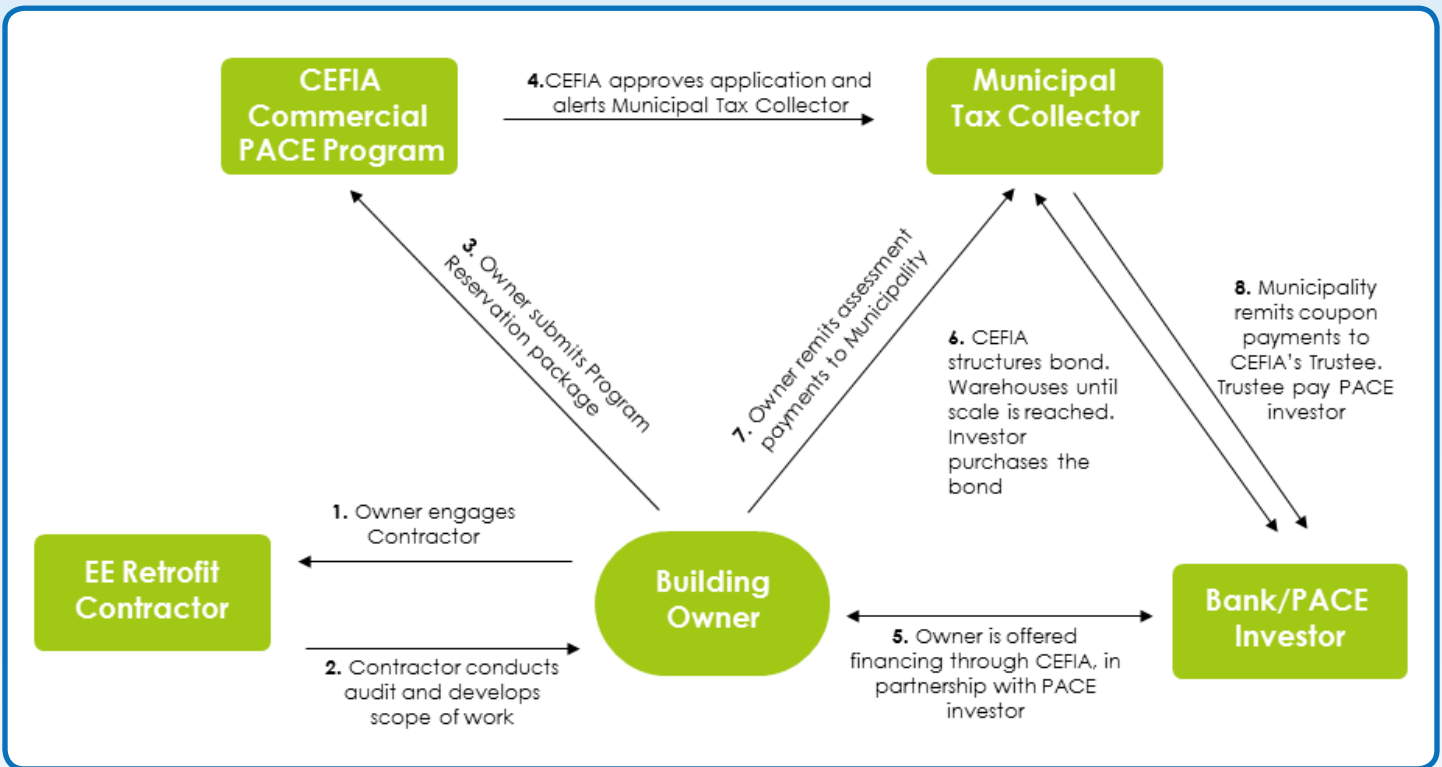 CEFIA
Commercial
PACE Program
4.CEFIA approves application and
alerts Municipal Tax Collector
Municipal
Tax Collector
3. Owner submits Program
Reservation package
7. Owner remits assessment
payments to Municipality
6. CEFIA
structures bond.
Warehouses until
scale is reached.
Investor
purchases the
bond
8. Municipality
remits coupon
payments to
CEFIA's Trustee.
Trustee pay PACE
investor
1. Owner engages
Contractor
EE Retrofit
Contractor
2. Contractor conducts
audit and develops
scope of work
Building
Owner
5. Owner is offered
financing through CEFIA, in
partnership with PACE
investor
Bank/PACE
Investor